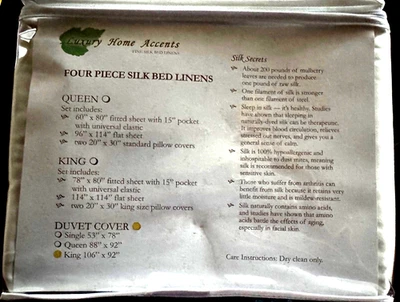 Luxury Home Accents
FINE SILK BED LINENS
FOUR PIECE SILK BED LINENS
QUEEN
Set includes:
60" x 80" fitted sheet with 15" pocket
with universal elastic
96" x 114" flat sheet
two 20" x 30" standard pillow covers
KING
Set includes:
78" x 80" fitted sheet with 15" pocket
with universal elastic
114" x 114" flat sheet
two 20" x 30" king size pillow covers
DUVET COVER
Single 53" x 78"
Queen 88" x 92"
King 106" x 92"
Silk Secrets
About 200 pounds of mulberry
leaves are needed to produce
one pound of raw silk.
One filament of silk is stronger
than one filament of steel.
Sleep in silk — it's healthy. Studies
have shown that sleeping in
naturally-dyed silk can be therapeutic.
It improves blood circulation, relieves
stressed out nerves, and gives you a
general sense of calm.
Silk is 100% hypoallergenic and
inhospitable to dust mites, meaning
silk is recommended for those with
sensitive skin.
Those who suffer from arthritis can
benefit from silk because it retains very
little moisture and is mildew-resistant.
Silk naturally contains amino acids,
and studies have shown that amino
acids battle the effects of aging,
especially in facial skin.
Care Instructions: Dry clean only.